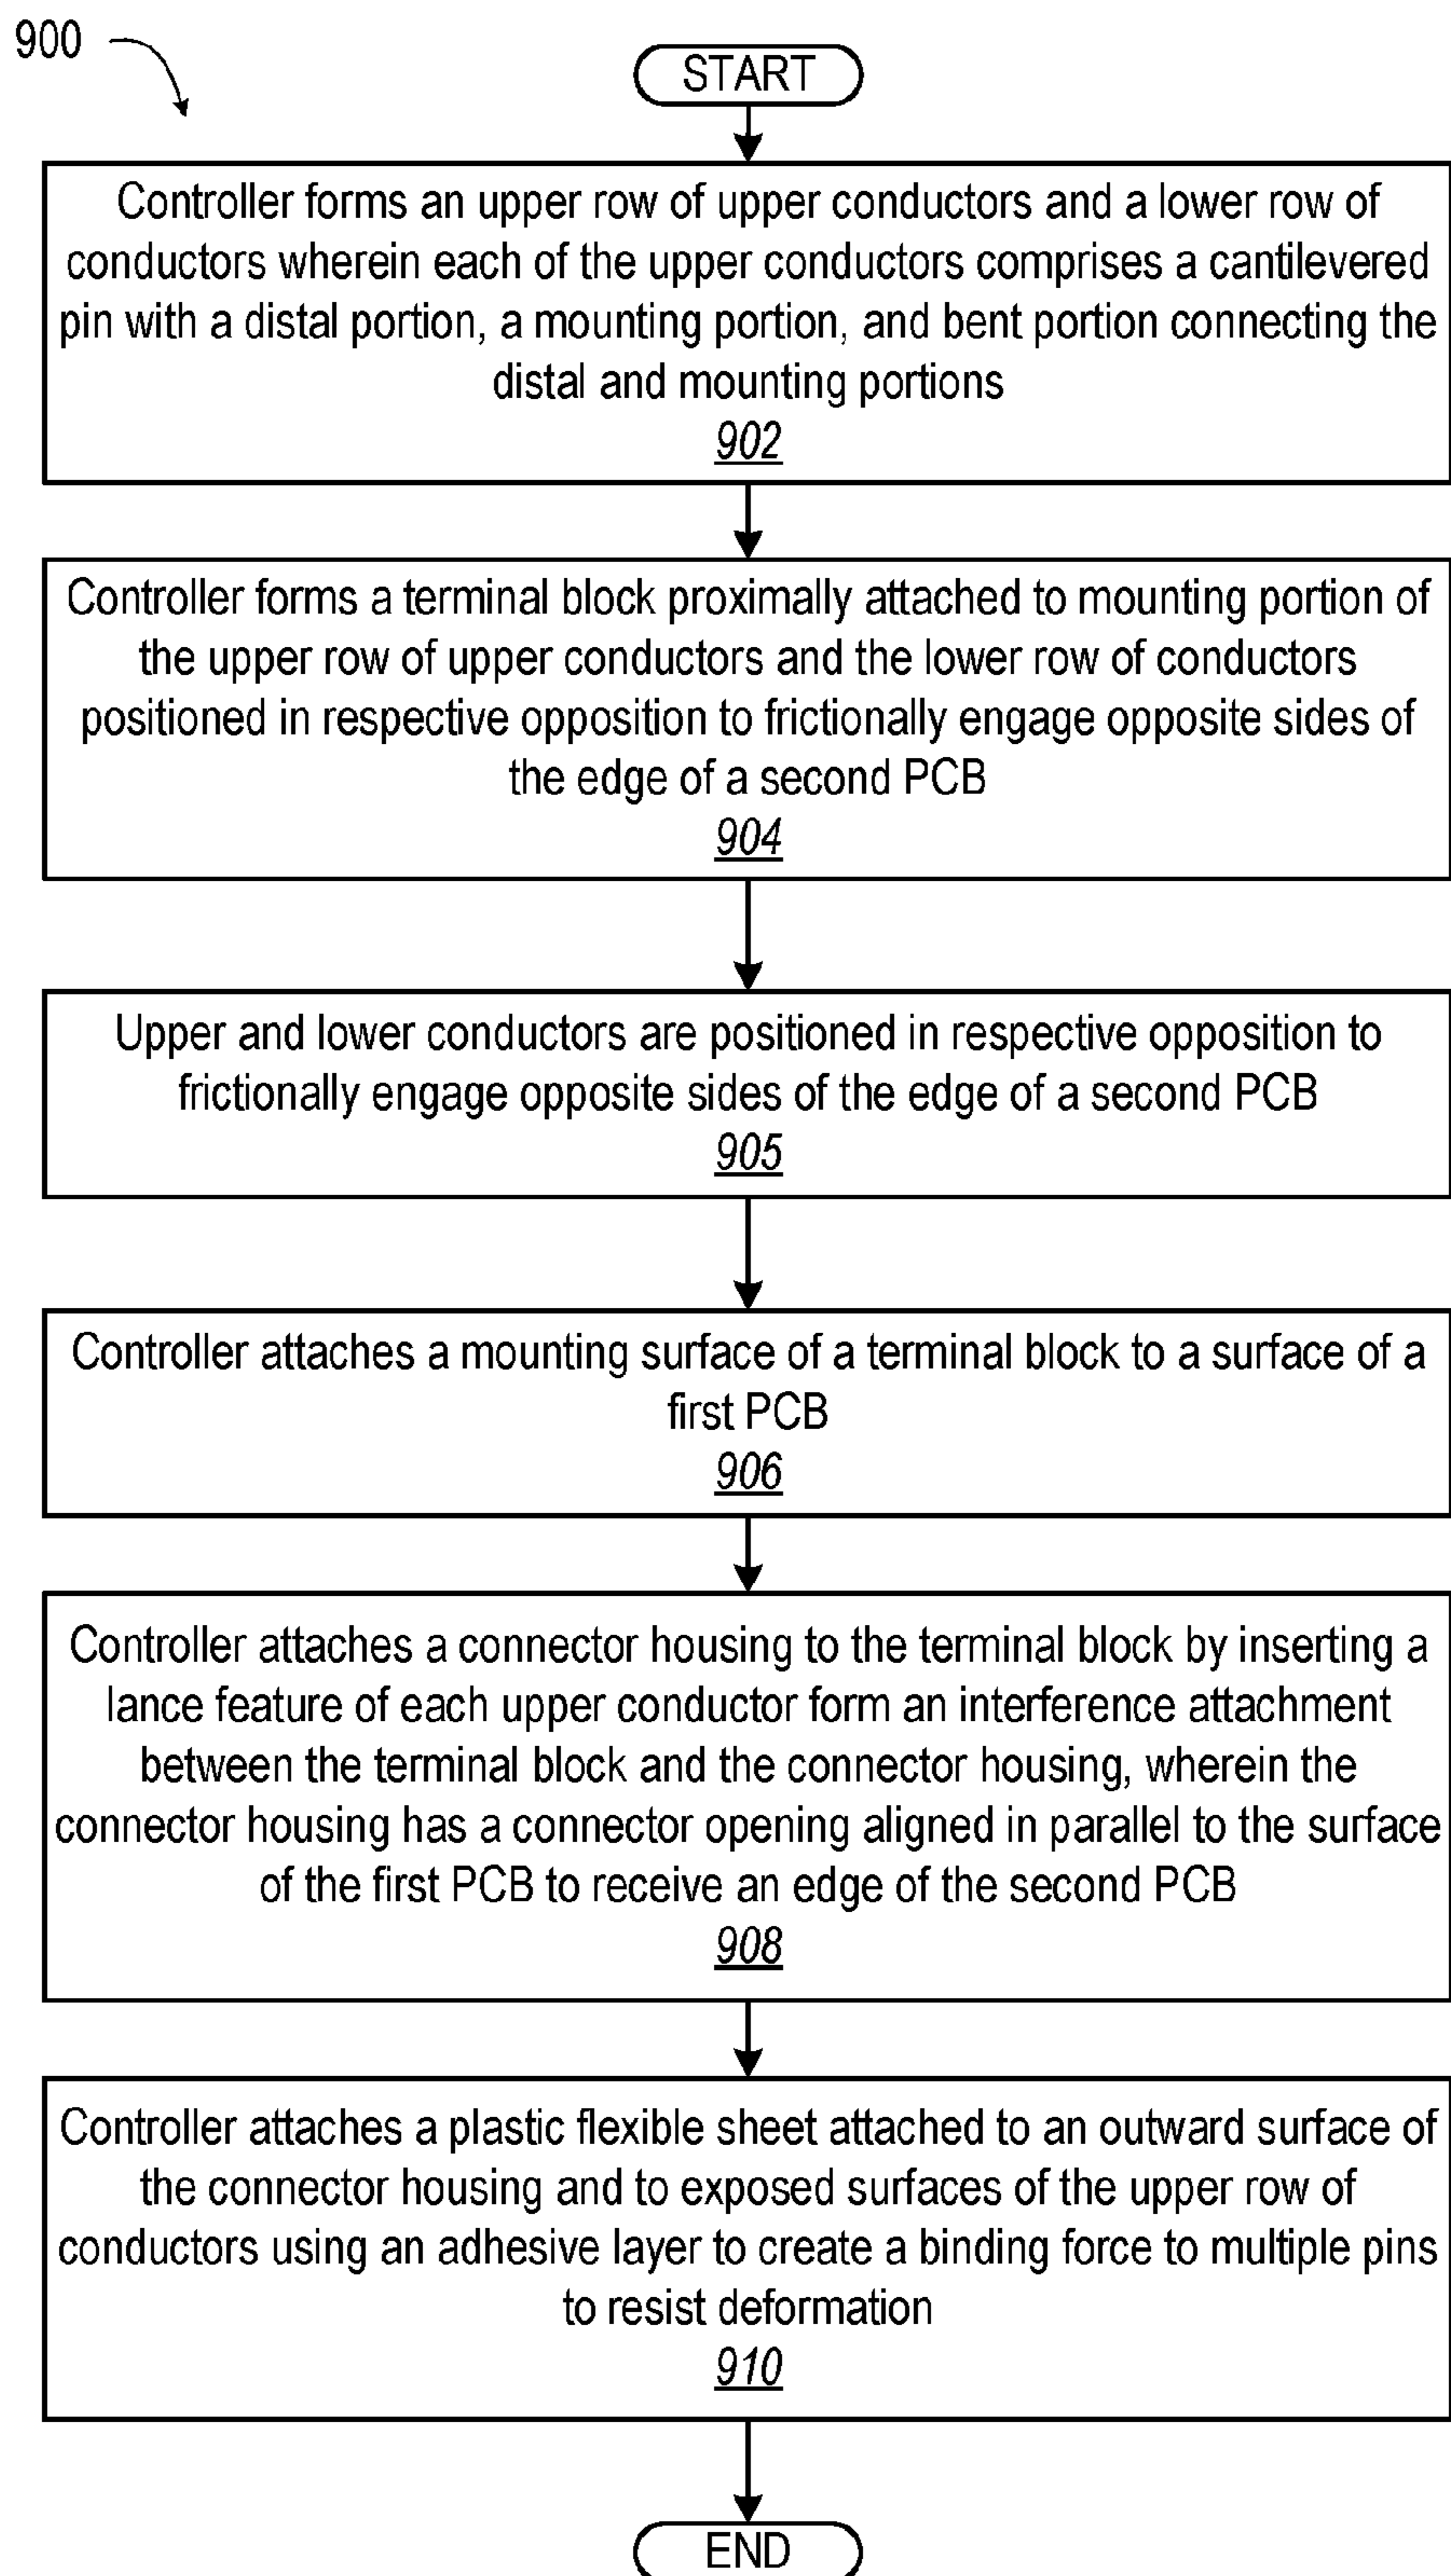 900
START
Controller forms an upper row of upper conductors and a lower row of
conductors wherein each of the upper conductors comprises a cantilevered
pin with a distal portion, a mounting portion, and bent portion connecting the
distal and mounting portions
902
Controller forms a terminal block proximally attached to mounting portion of
the upper row of upper conductors and the lower row of conductors
positioned in respective opposition to frictionally engage opposite sides of
the edge of a second PCB
904
Upper and lower conductors are positioned in respective opposition to
frictionally engage opposite sides of the edge of a second PCB
905
Controller attaches a mounting surface of a terminal block to a surface of a
first PCB
906
Controller attaches a connector housing to the terminal block by inserting a
lance feature of each upper conductor form an interference attachment
between the terminal block and the connector housing, wherein the
connector housing has a connector opening aligned in parallel to the surface
of the first PCB to receive an edge of the second PCB
908
Controller attaches a plastic flexible sheet attached to an outward surface of
the connector housing and to exposed surfaces of the upper row of
conductors using an adhesive layer to create a binding force to multiple pins
to resist deformation
910
END